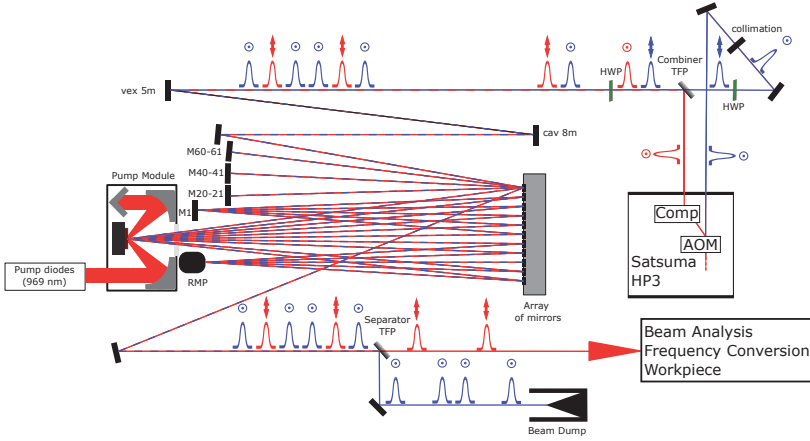 collimation
Combiner
TFP
HWP
HWP
vex 5m
cav 8m
M60-61
M40-41
M20-21
M1
Pump Module
Pump diodes
(969 nm)
RMP
Array
of mirrors
Comp
AOM
Satsuma
HP3
Separator
TFP
Beam Analysis
Frequency Conversion
Workpiece
Beam Dump